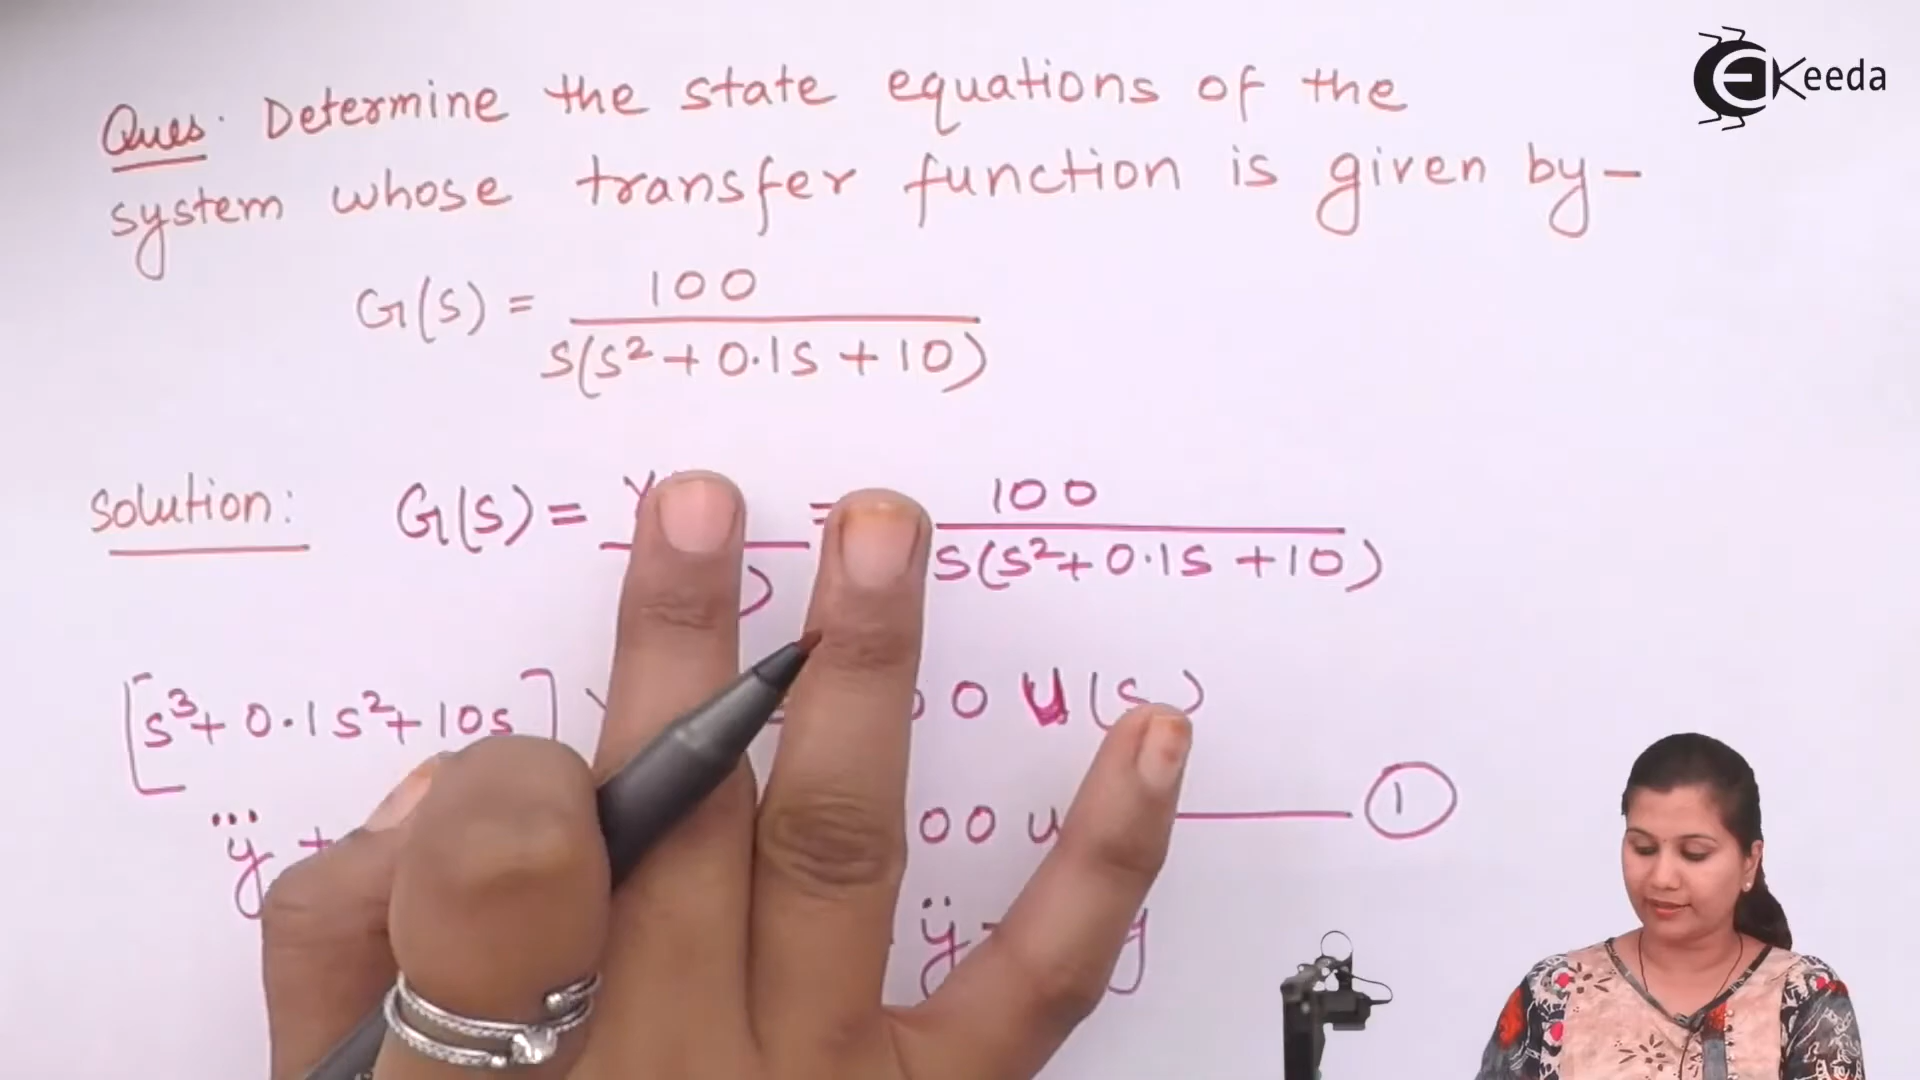 Ques. Determine the state equations of the
system whose transfer function is given by-
G(s) = 100
s(s²+0.1s+10)
Solution: G(s) = = 100
s(s²+0.1s+10)
[s³+0.1s²+10s] 0 U(s)
y⃛ + 00 u 1
ÿ y
EKeeda